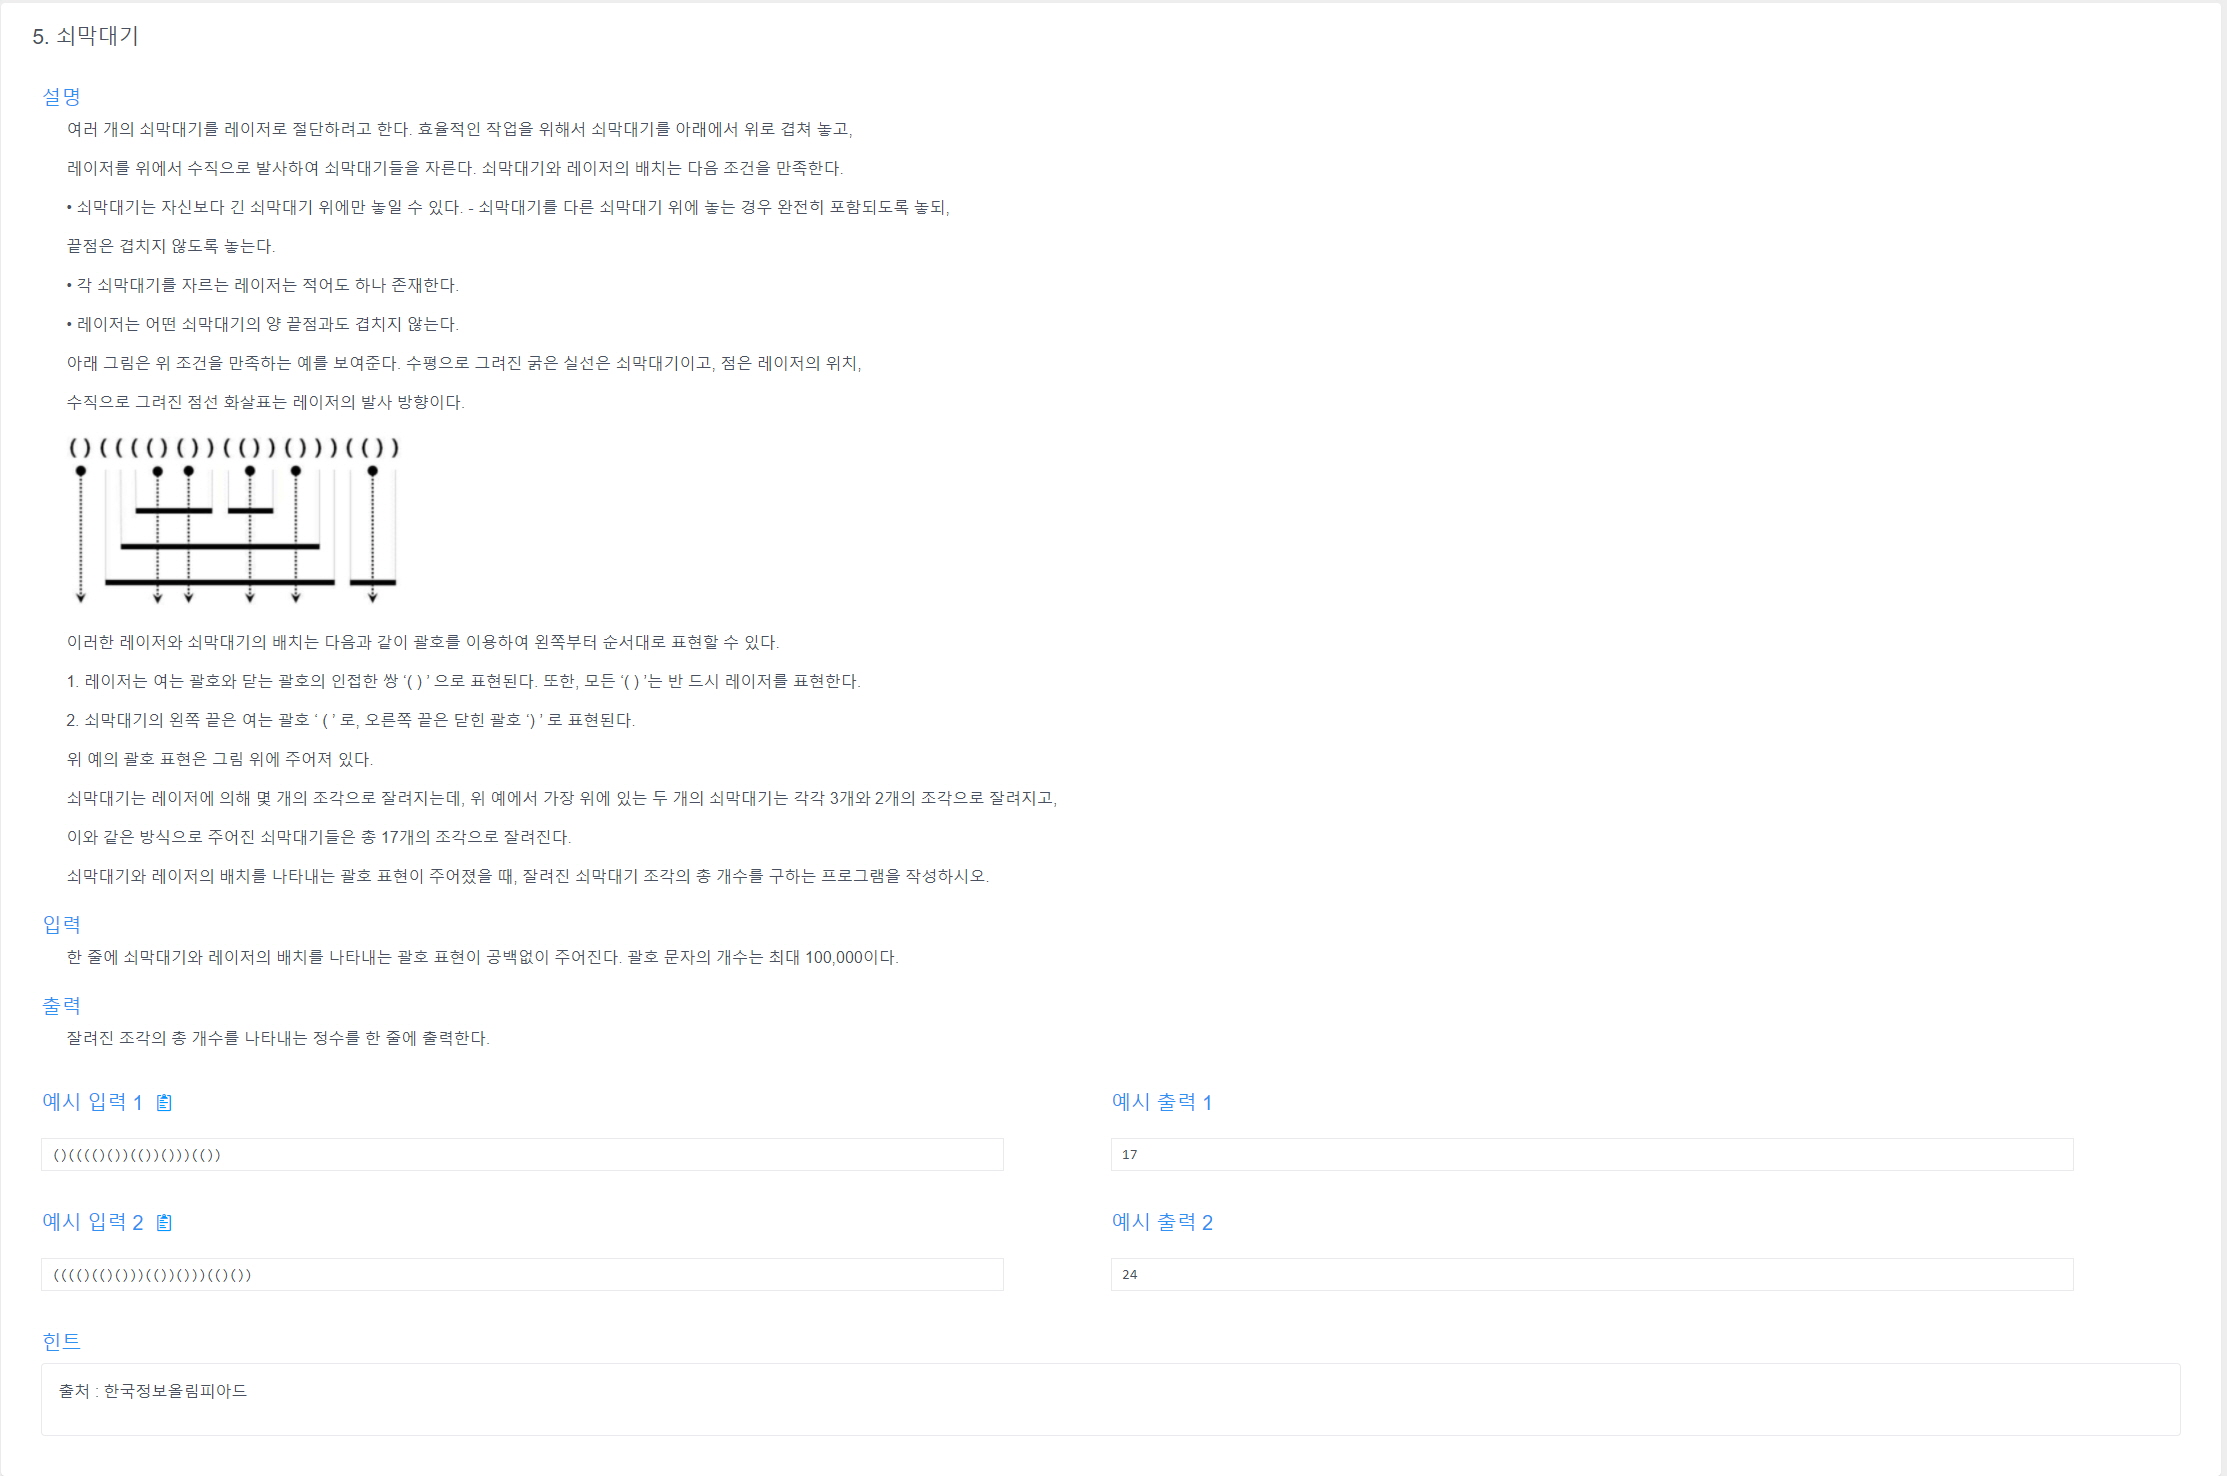 5. 쇠막대기
설명
여러 개의 쇠막대기를 레이저로 절단하려고 한다. 효율적인 작업을 위해서 쇠막대기를 아래에서 위로 겹쳐 놓고,
레이저를 위에서 수직으로 발사하여 쇠막대기들을 자른다. 쇠막대기와 레이저의 배치는 다음 조건을 만족한다.
• 쇠막대기는 자신보다 긴 쇠막대기 위에만 놓일 수 있다. - 쇠막대기를 다른 쇠막대기 위에 놓는 경우 완전히 포함되도록 놓되,
끝점은 겹치지 않도록 놓는다.
• 각 쇠막대기를 자르는 레이저는 적어도 하나 존재한다.
• 레이저는 어떤 쇠막대기의 양 끝점과도 겹치지 않는다.
아래 그림은 위 조건을 만족하는 예를 보여준다. 수평으로 그려진 굵은 실선은 쇠막대기이고, 점은 레이저의 위치,
수직으로 그려진 점선 화살표는 레이저의 발사 방향이다.
()(((()())(())()))(())
이러한 레이저와 쇠막대기의 배치는 다음과 같이 괄호를 이용하여 왼쪽부터 순서대로 표현할 수 있다.
1. 레이저는 여는 괄호와 닫는 괄호의 인접한 쌍 ‘( ) ’ 으로 표현된다. 또한, 모든 ‘( ) ’는 반 드시 레이저를 표현한다.
2. 쇠막대기의 왼쪽 끝은 여는 괄호 ‘ ( ’ 로, 오른쪽 끝은 닫힌 괄호 ‘) ’ 로 표현된다.
위 예의 괄호 표현은 그림 위에 주어져 있다.
쇠막대기는 레이저에 의해 몇 개의 조각으로 잘려지는데, 위 예에서 가장 위에 있는 두 개의 쇠막대기는 각각 3개와 2개의 조각으로 잘려지고,
이와 같은 방식으로 주어진 쇠막대기들은 총 17개의 조각으로 잘려진다.
쇠막대기와 레이저의 배치를 나타내는 괄호 표현이 주어졌을 때, 잘려진 쇠막대기 조각의 총 개수를 구하는 프로그램을 작성하시오.
입력
한 줄에 쇠막대기와 레이저의 배치를 나타내는 괄호 표현이 공백없이 주어진다. 괄호 문자의 개수는 최대 100,000이다.
출력
잘려진 조각의 총 개수를 나타내는 정수를 한 줄에 출력한다.
예시 입력 1
예시 출력 1
()(((()())(())()))(())
17
예시 입력 2
예시 출력 2
(((()(()()))(())()))(()())
24
힌트
출처 : 한국정보올림피아드